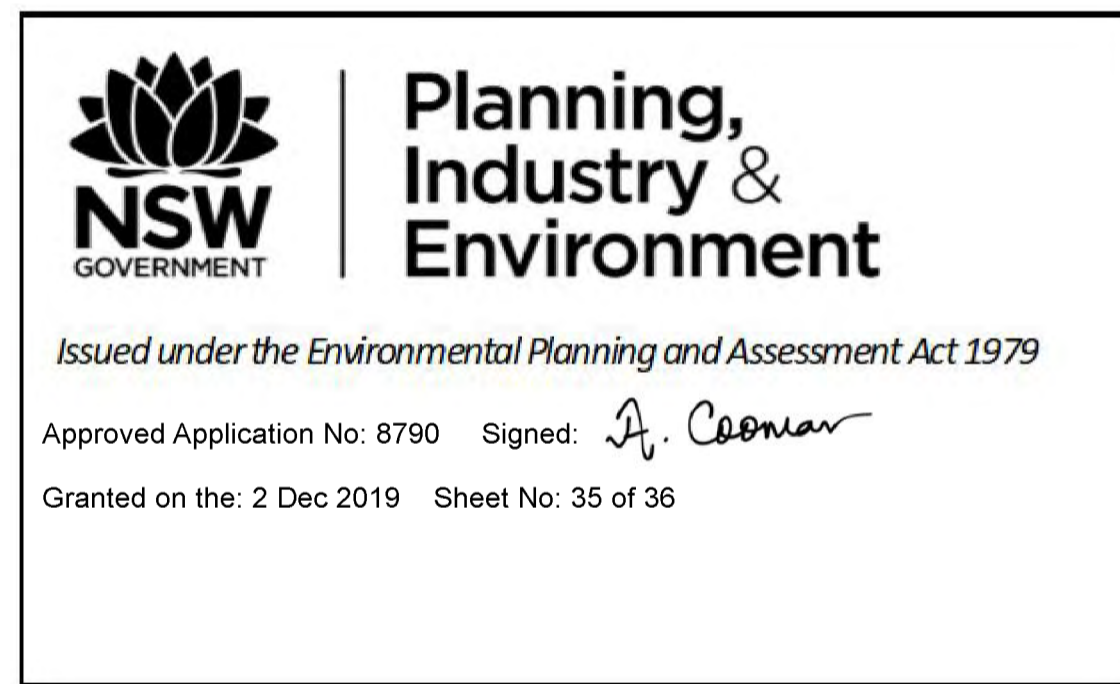 NSW
GOVERNMENT
Planning,
Industry &
Environment
Issued under the Environmental Planning and Assessment Act 1979
Approved Application No: 8790 Signed: A. Coomar
Granted on the: 2 Dec 2019 Sheet No: 35 of 36